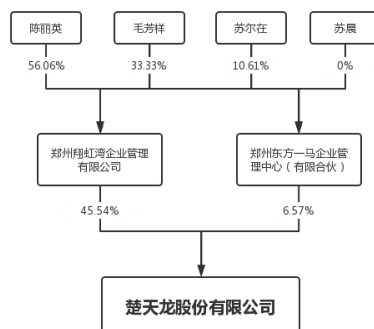 陈丽英
毛芳样
苏尔在
苏晨
56.06%
33.33%
10.61%
0%
郑州翔虹湾企业管理
有限公司
郑州东方一马企业管
理中心（有限合伙）
45.54%
6.57%
楚天龙股份有限公司